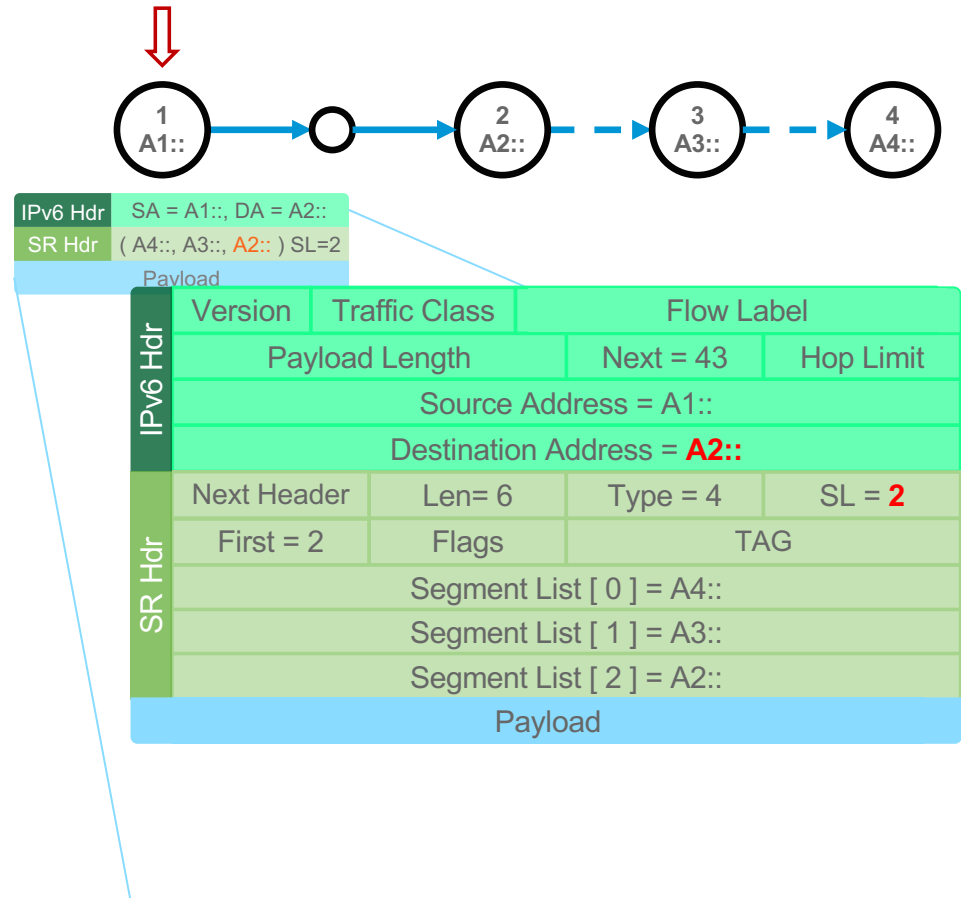 1
A1::
2
A2::
3
A3::
4
A4::
IPv6 Hdr SA = A1::, DA = A2::
SR Hdr ( A4::, A3::, A2:: ) SL=2
Payload
IPv6 Hdr
Version Traffic Class Flow Label
Payload Length Next = 43 Hop Limit
Source Address = A1::
Destination Address = A2::
SR Hdr
Next Header Len= 6 Type = 4 SL = 2
First = 2 Flags TAG
Segment List [ 0 ] = A4::
Segment List [ 1 ] = A3::
Segment List [ 2 ] = A2::
Payload